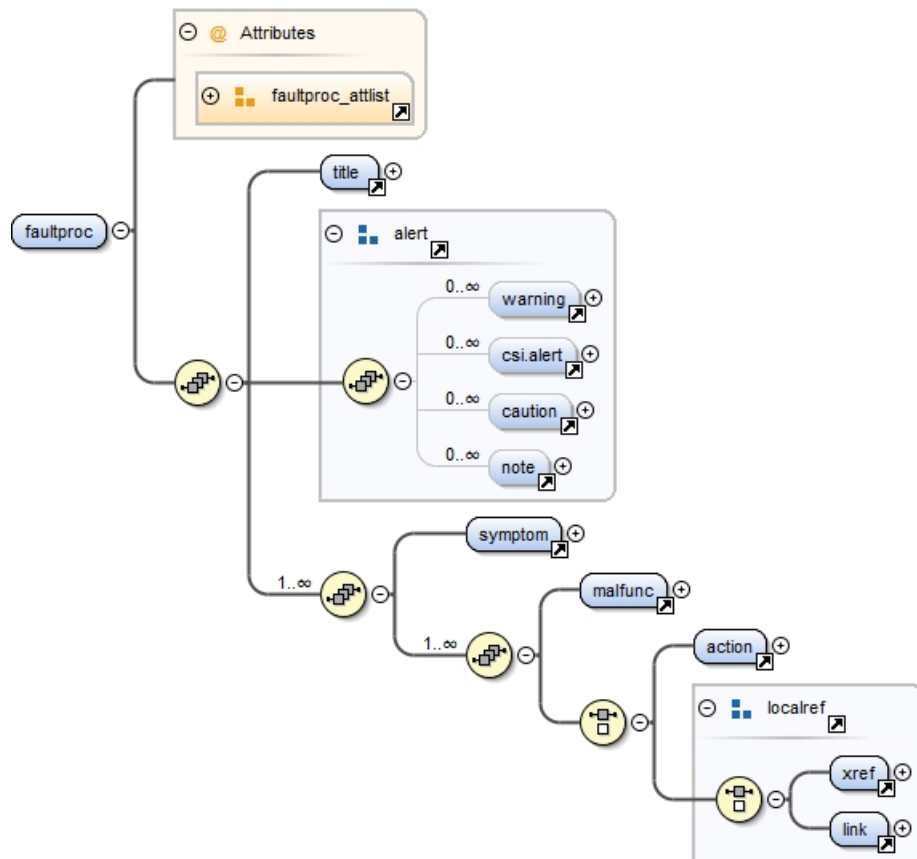 @ Attributes
faultproc_attlist
title
faultproc
alert
0..∞
warning
0..∞
csi.alert
0..∞
caution
0..∞
note
symptom
1..∞
malfunc
1..∞
action
localref
xref
link